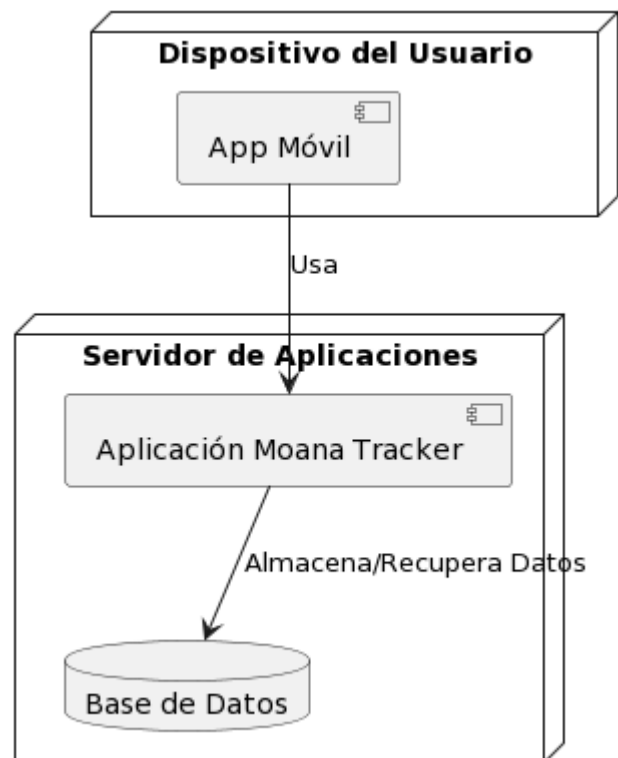 Dispositivo del Usuario
App Móvil
Usa
Servidor de Aplicaciones
Aplicación Moana Tracker
Almacena/Recupera Datos
Base de Datos